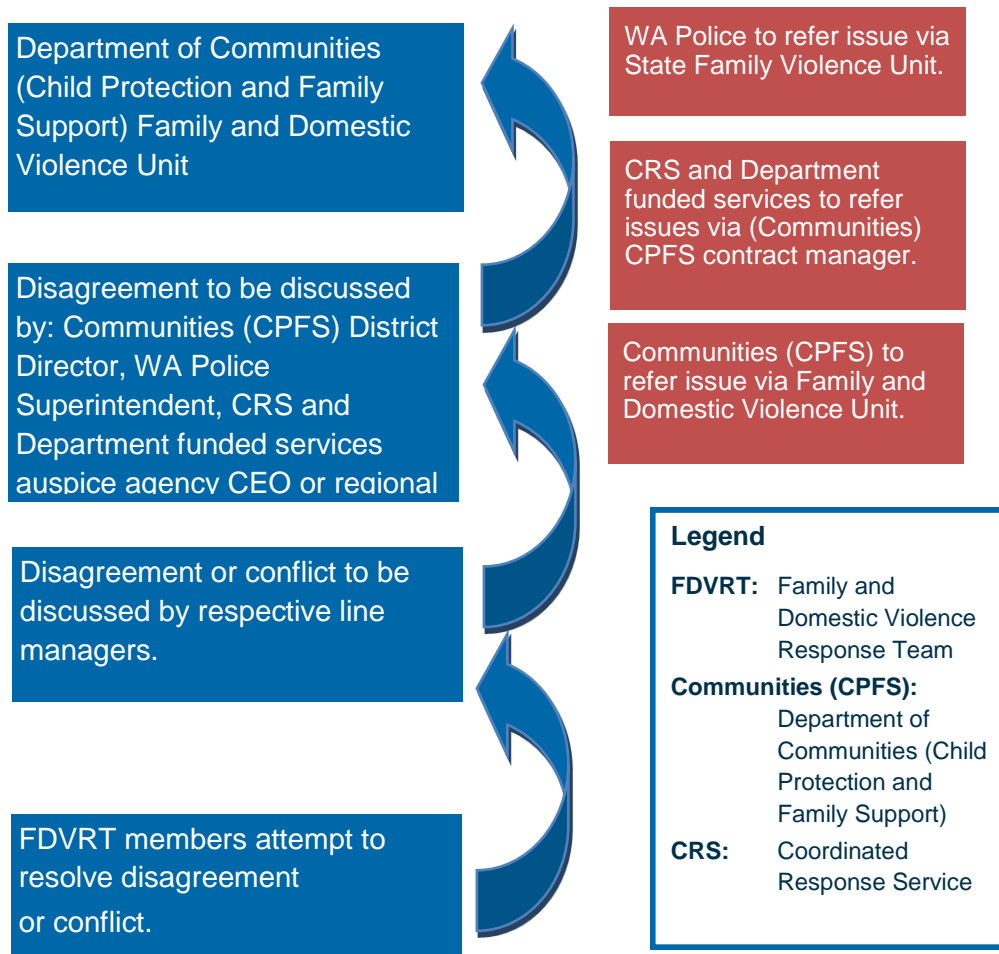 Department of Communities
(Child Protection and Family
Support) Family and Domestic
Violence Unit
WA Police to refer issue via
State Family Violence Unit.
CRS and Department
funded services to refer
issues via (Communities)
CPFS contract manager.
Disagreement to be discussed
by: Communities (CPFS) District
Director, WA Police
Superintendent, CRS and
Department funded services
auspice agency CEO or regional
Communities (CPFS) to
refer issue via Family and
Domestic Violence Unit.
Disagreement or conflict to be
discussed by respective line
managers.
FDVRT members attempt to
resolve disagreement
or conflict.
Legend
FDVRT: Family and
Domestic Violence
Response Team
Communities (CPFS):
Department of
Communities (Child
Protection and
Family Support)
CRS: Coordinated
Response Service